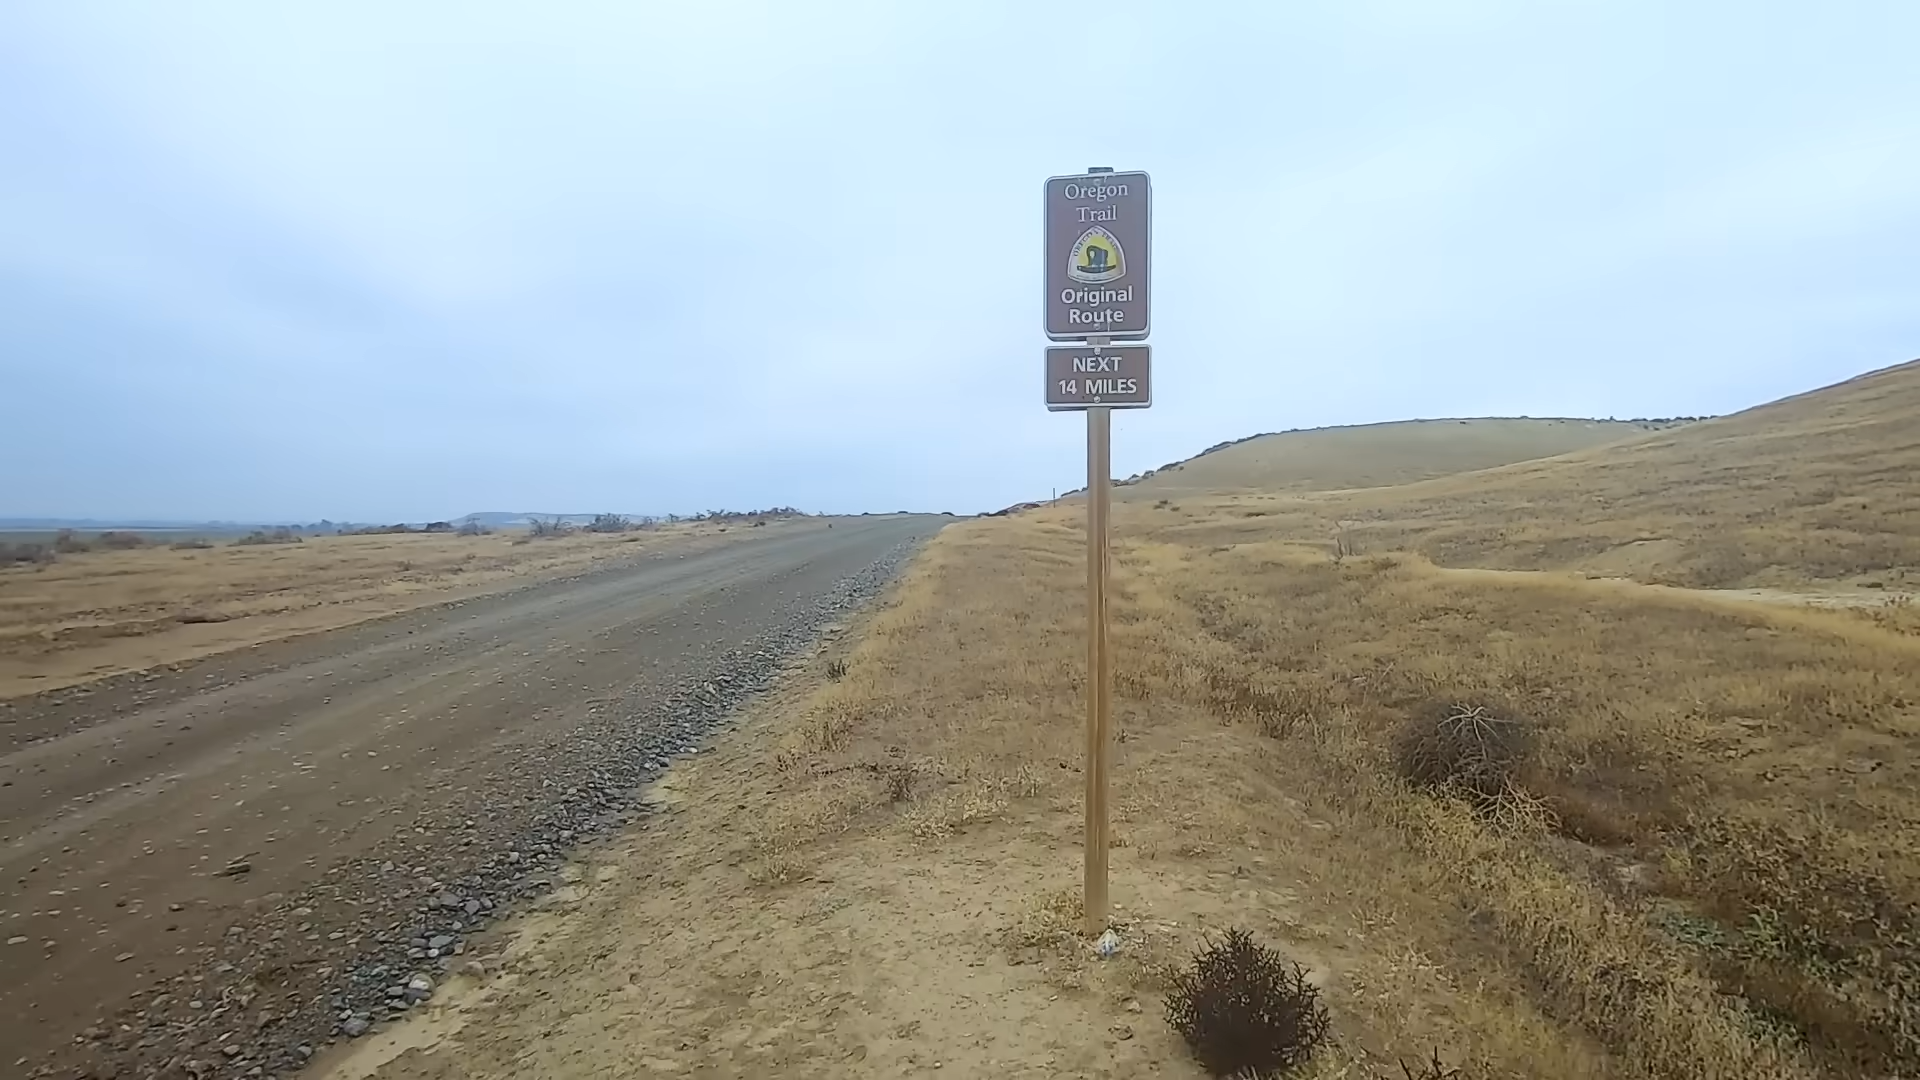 Oregon
Trail
Original
Route
NEXT
14 MILES